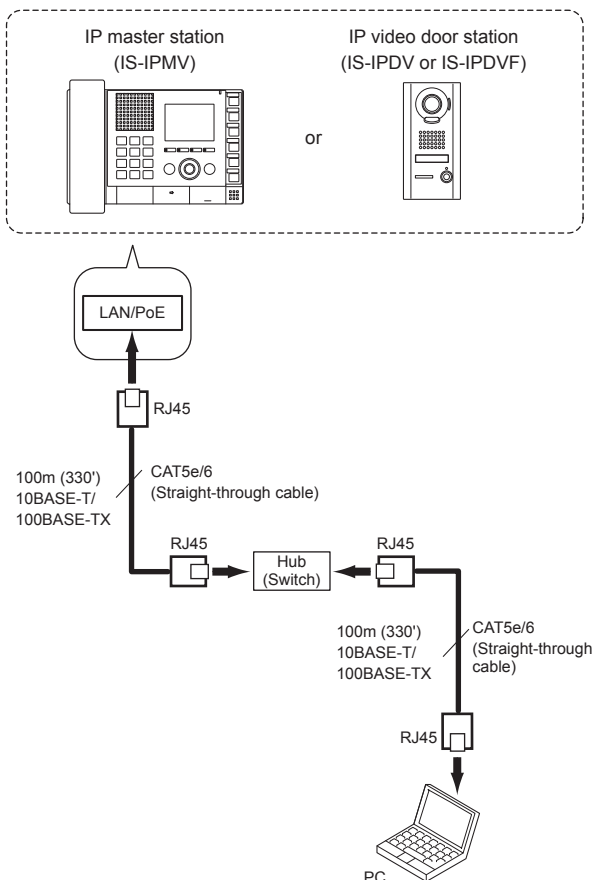 IP master station
(IS-IPMV)
or
IP video door station
(IS-IPDV or IS-IPDVF)
LAN/PoE
RJ45
100m (330')
10BASE-T/
100BASE-TX
CAT5e/6
(Straight-through cable)
RJ45
Hub
(Switch)
RJ45
100m (330')
10BASE-T/
100BASE-TX
CAT5e/6
(Straight-through
cable)
RJ45
PC